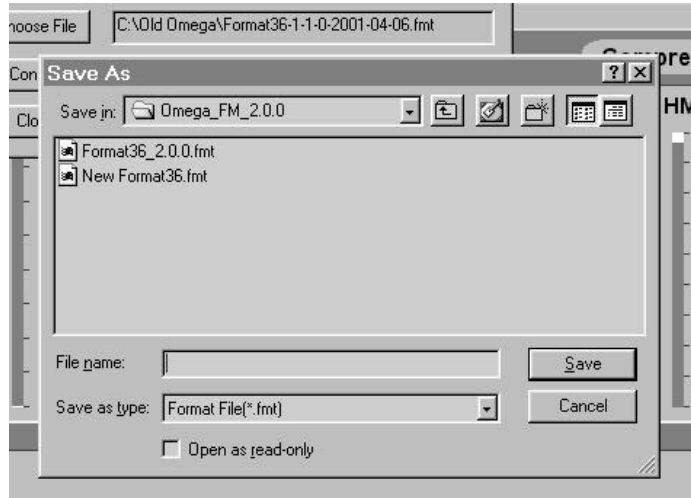 hoose File
C:\Old Omega\Format36-1-1-0-2001-04-06.fmt
Con
Save As
Clo
Save in:
Omega_FM_2.0.0
HM
Format36_2.0.0.fmt
New Format36.fmt
File name:
Save
Save as type:
Format File(*.fmt)
Cancel
Open as read-only